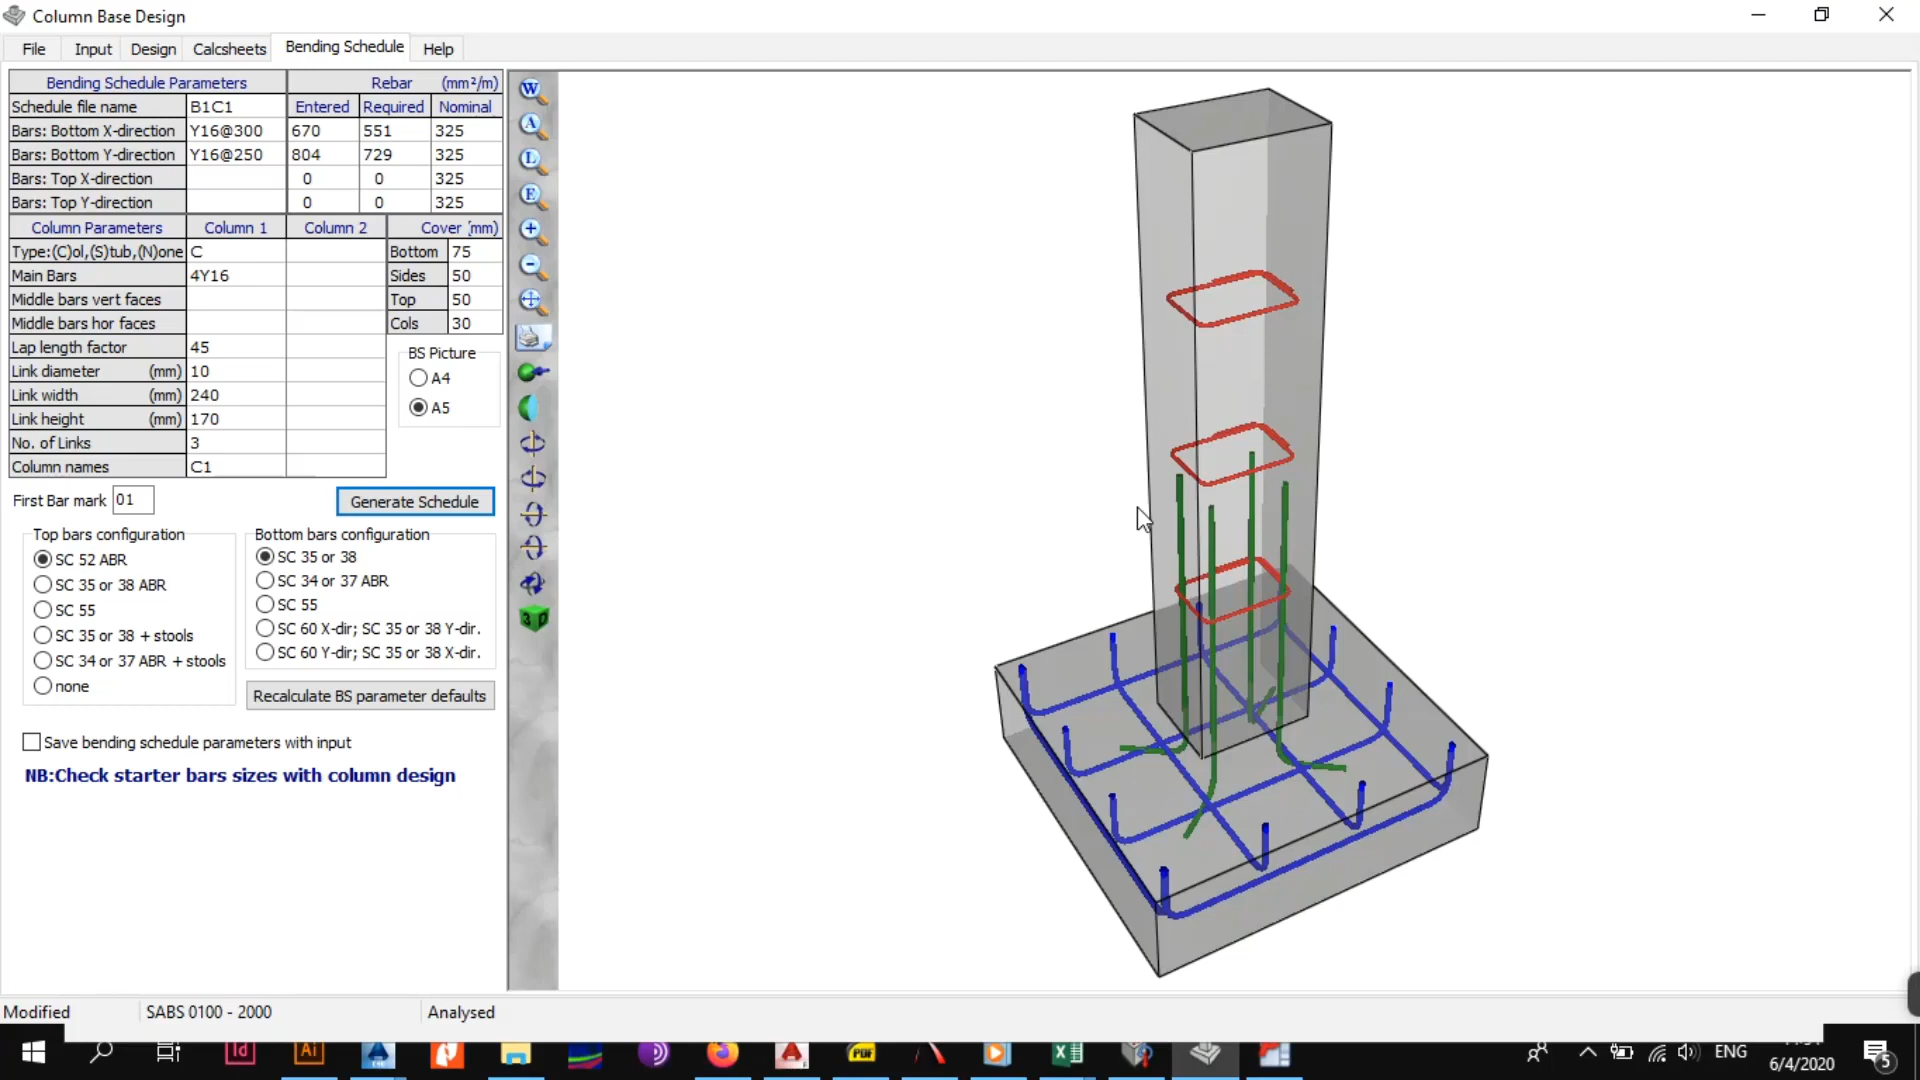 Column Base Design
File Input Design Calcsheets Bending Schedule Help
Bending Schedule Parameters Rebar (mm²/m)
Schedule file name B1C1 Entered Required Nominal
Bars: Bottom X-direction Y16@300 670 551 325
Bars: Bottom Y-direction Y16@250 804 729 325
Bars: Top X-direction 0 0 325
Bars: Top Y-direction 0 0 325
Column Parameters Column 1 Column 2 Cover (mm)
Type:(C)ol,(S)tub,(N)one C Bottom 75
Main Bars 4Y16 Sides 50
Middle bars vert faces Top 50
Middle bars hor faces Cols 30
Lap length factor 45
BS Picture
Link diameter (mm) 10
A4
Link width (mm) 240
A5
Link height (mm) 170
No. of Links 3
Column names C1
First Bar mark 01 Generate Schedule
Top bars configuration
SC 52 ABR
SC 35 or 38 ABR
SC 55
SC 35 or 38 + stools
SC 34 or 37 ABR + stools
none
Bottom bars configuration
SC 35 or 38
SC 34 or 37 ABR
SC 55
SC 60 X-dir; SC 35 or 38 Y-dir.
SC 60 Y-dir; SC 35 or 38 X-dir.
Recalculate BS parameter defaults
Save bending schedule parameters with input
NB:Check starter bars sizes with column design
W
A
L
E
3D
Modified SABS 0100 - 2000 Analysed
Id Ai PDF ENG
6/4/2020
5